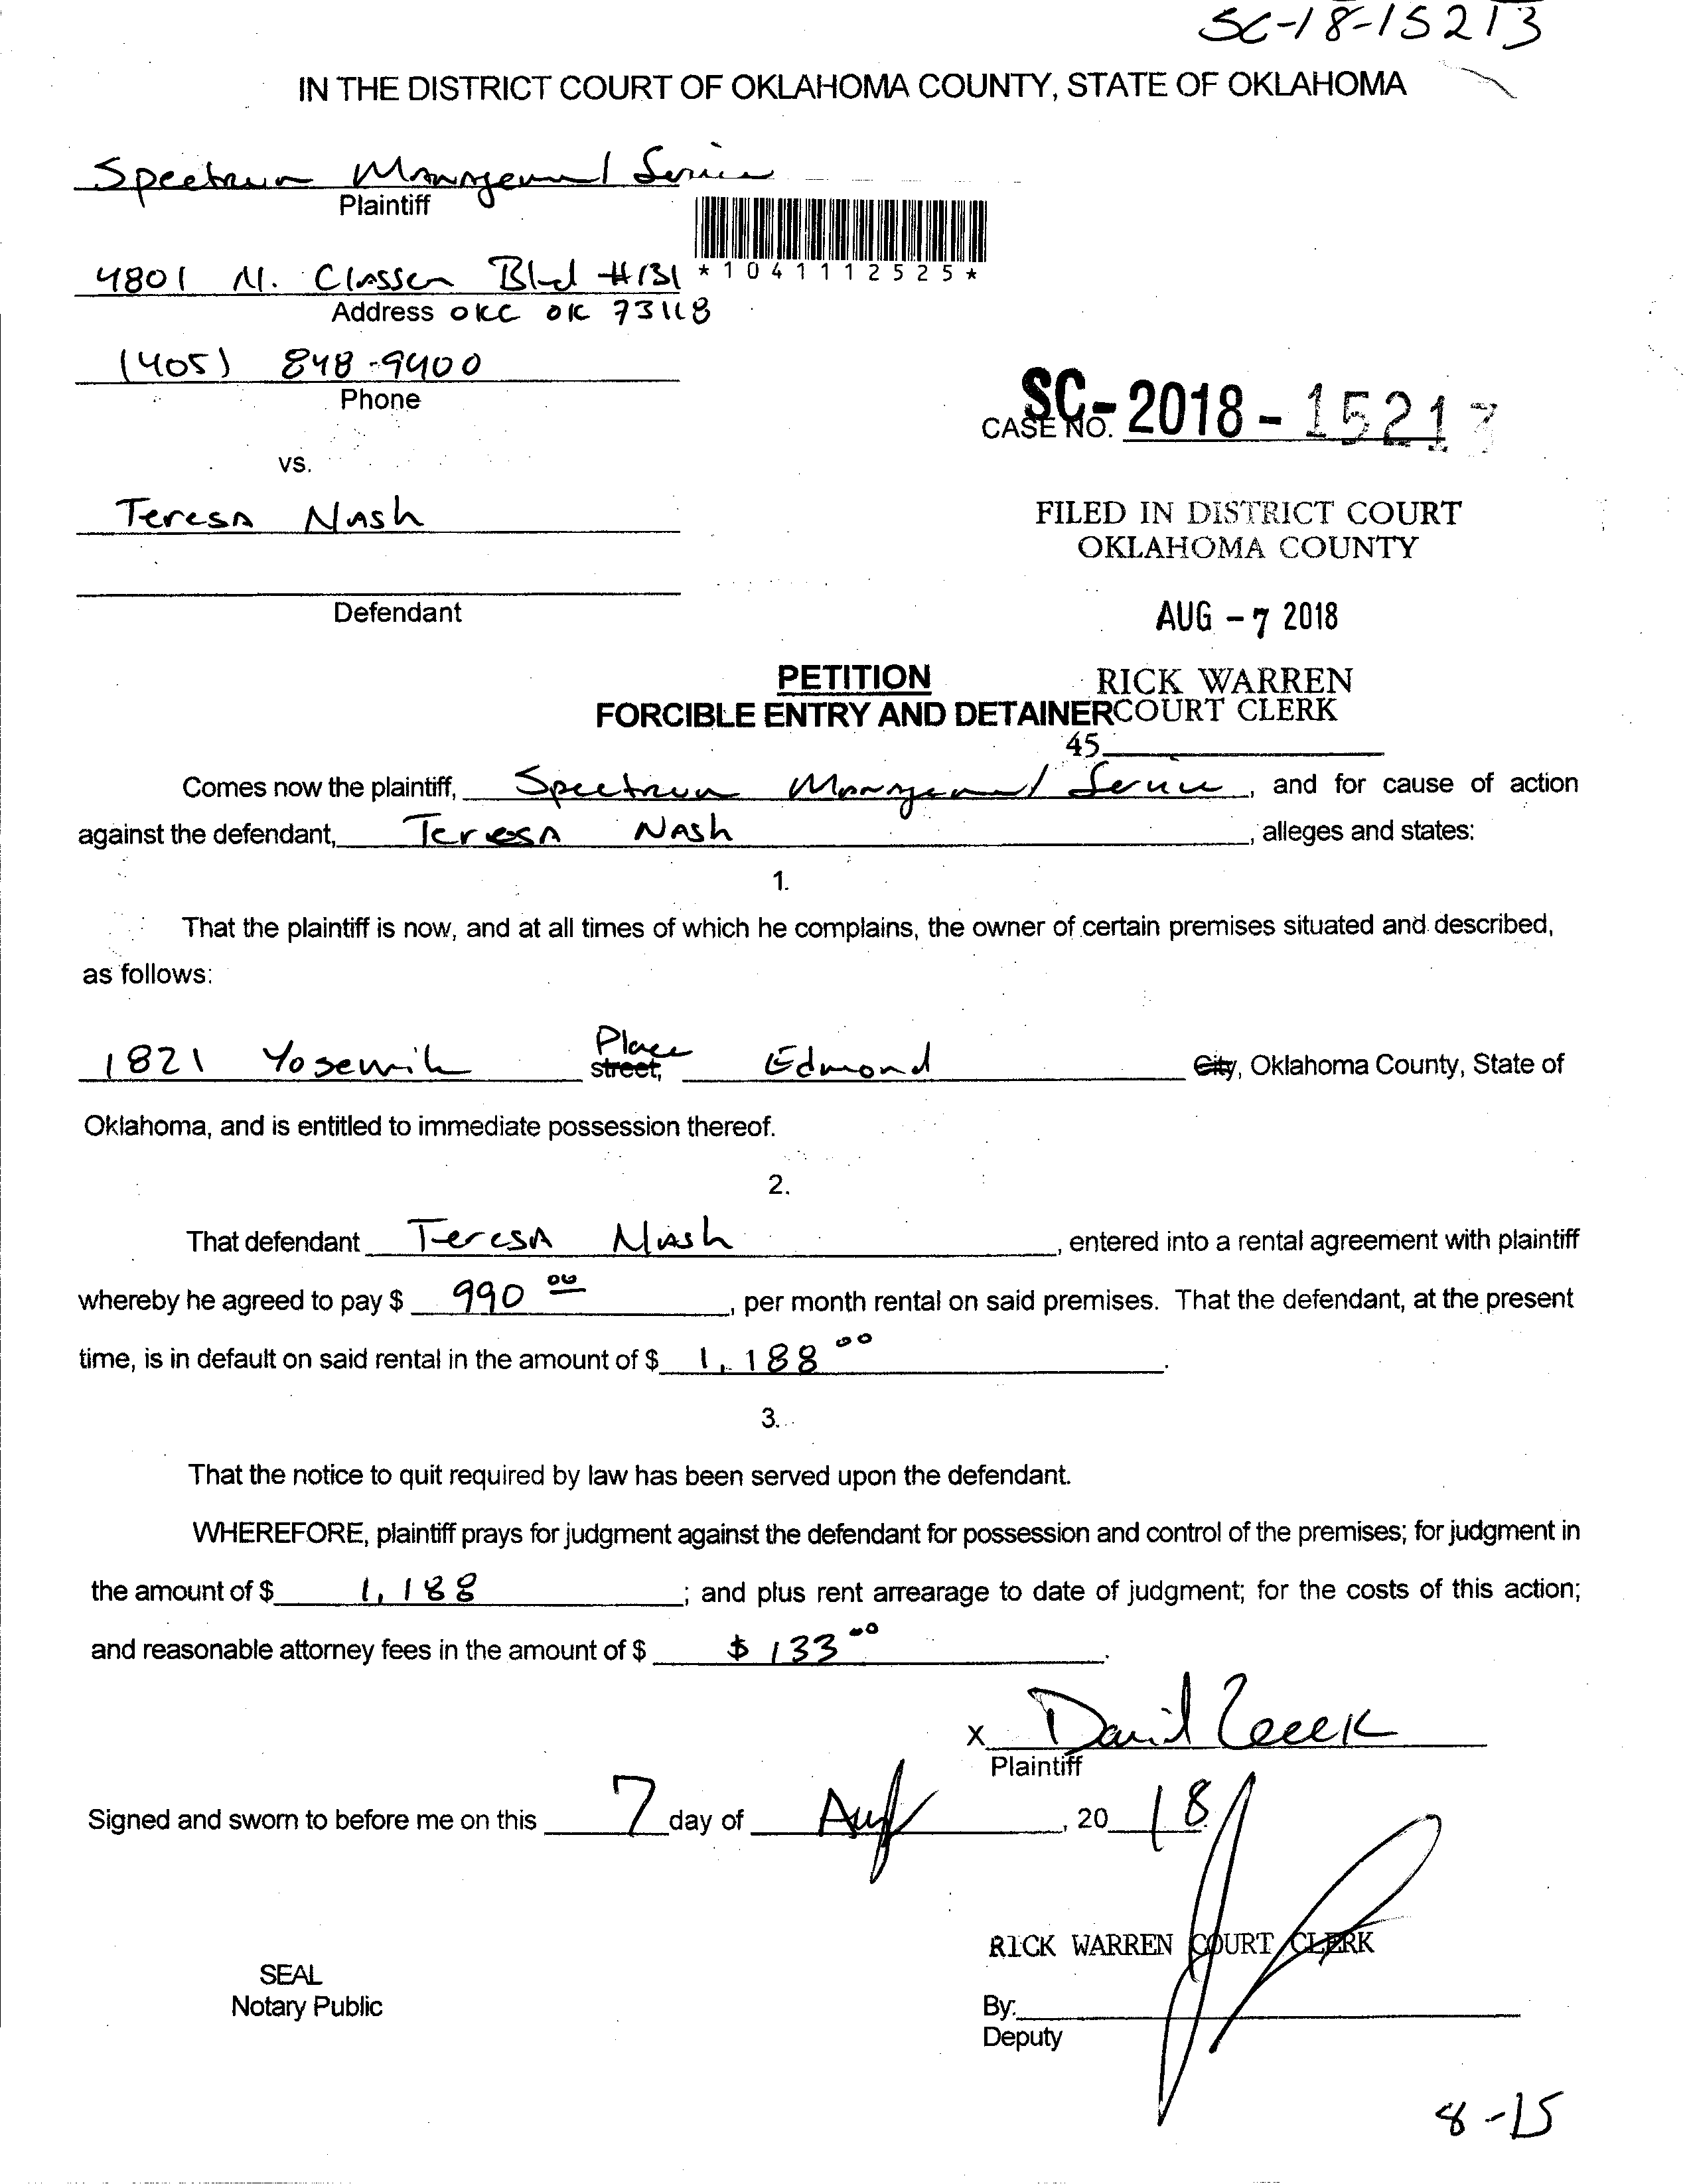 SC-18-15213
IN THE DISTRICT COURT OF OKLAHOMA COUNTY, STATE OF OKLAHOMA
Spectrum Management Service
Plaintiff
*1041112525*
4801 N. Classen Blvd #131
Address OKC OK 73118
(405) 848-9400
Phone
SC-2018-15213
CASE NO.
vs.
Teresa Nash
FILED IN DISTRICT COURT
OKLAHOMA COUNTY
Defendant
AUG -7 2018
PETITION
RICK WARREN
FORCIBLE ENTRY AND DETAINER
COURT CLERK
45
Comes now the plaintiff, Spectrum Management Service, and for cause of action
against the defendant, Teresa Nash, alleges and states:
1.
That the plaintiff is now, and at all times of which he complains, the owner of certain premises situated and described,
as follows:
1821 Yosemite Place street, Edmond City, Oklahoma County, State of
Oklahoma, and is entitled to immediate possession thereof.
2.
That defendant Teresa Nash, entered into a rental agreement with plaintiff
whereby he agreed to pay $ 990 00, per month rental on said premises. That the defendant, at the present
time, is in default on said rental in the amount of $ 1,188 00.
3.
That the notice to quit required by law has been served upon the defendant.
WHEREFORE, plaintiff prays for judgment against the defendant for possession and control of the premises; for judgment in
the amount of $ 1,188; and plus rent arrearage to date of judgment; for the costs of this action;
and reasonable attorney fees in the amount of $ $133 00.
x David
Plaintiff
Signed and sworn to before me on this 7 day of Aug, 20 18.
RICK WARREN COURT CLERK
SEAL
Notary Public
By:
Deputy
8-15